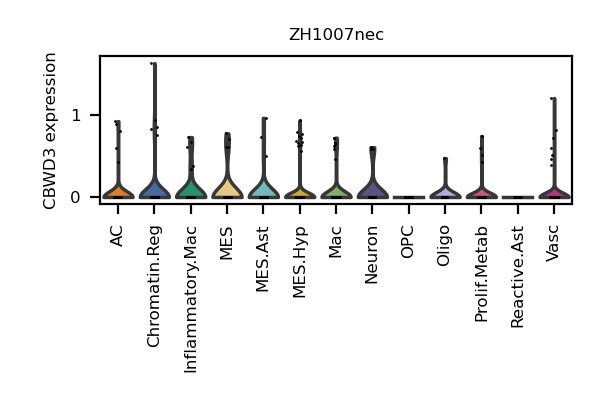 ZH1007nec
CBWD3 expression
1
0
AC
Chromatin.Reg
Inflammatory.Mac
MES
MES.Ast
MES.Hyp
Mac
Neuron
OPC
Oligo
Prolif.Metab
Reactive.Ast
Vasc